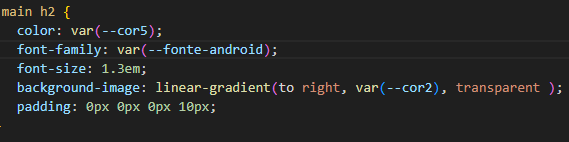 main h2 {
color: var(--cor5);
font-family: var(--fonte-android);
font-size: 1.3em;
background-image: linear-gradient(to right, var(--cor2), transparent );
padding: 0px 0px 0px 10px;